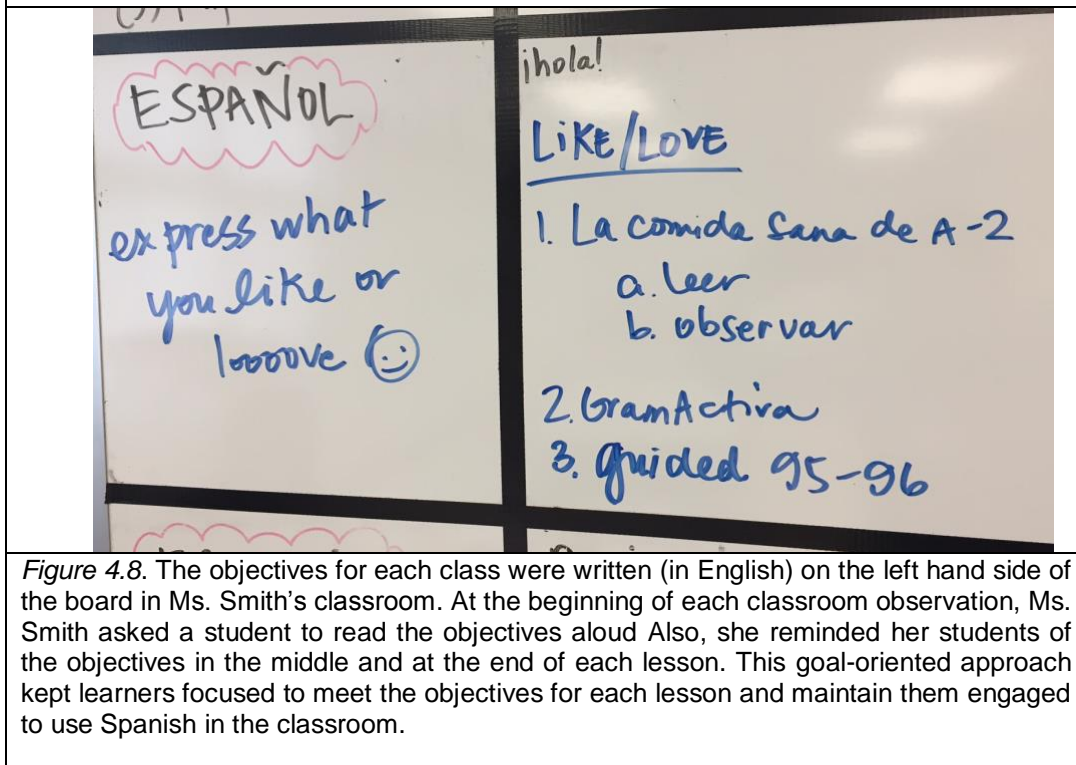 ESPAÑOL
express what
you like or
loooove
¡hola!
LIKE/LOVE
1. La comida Sana de A-2
a. leer
b. observar
2. GramActiva
3. guided 95-96
Figure 4.8. The objectives for each class were written (in English) on the left hand side of
the board in Ms. Smith’s classroom. At the beginning of each classroom observation, Ms.
Smith asked a student to read the objectives aloud Also, she reminded her students of
the objectives in the middle and at the end of each lesson. This goal-oriented approach
kept learners focused to meet the objectives for each lesson and maintain them engaged
to use Spanish in the classroom.